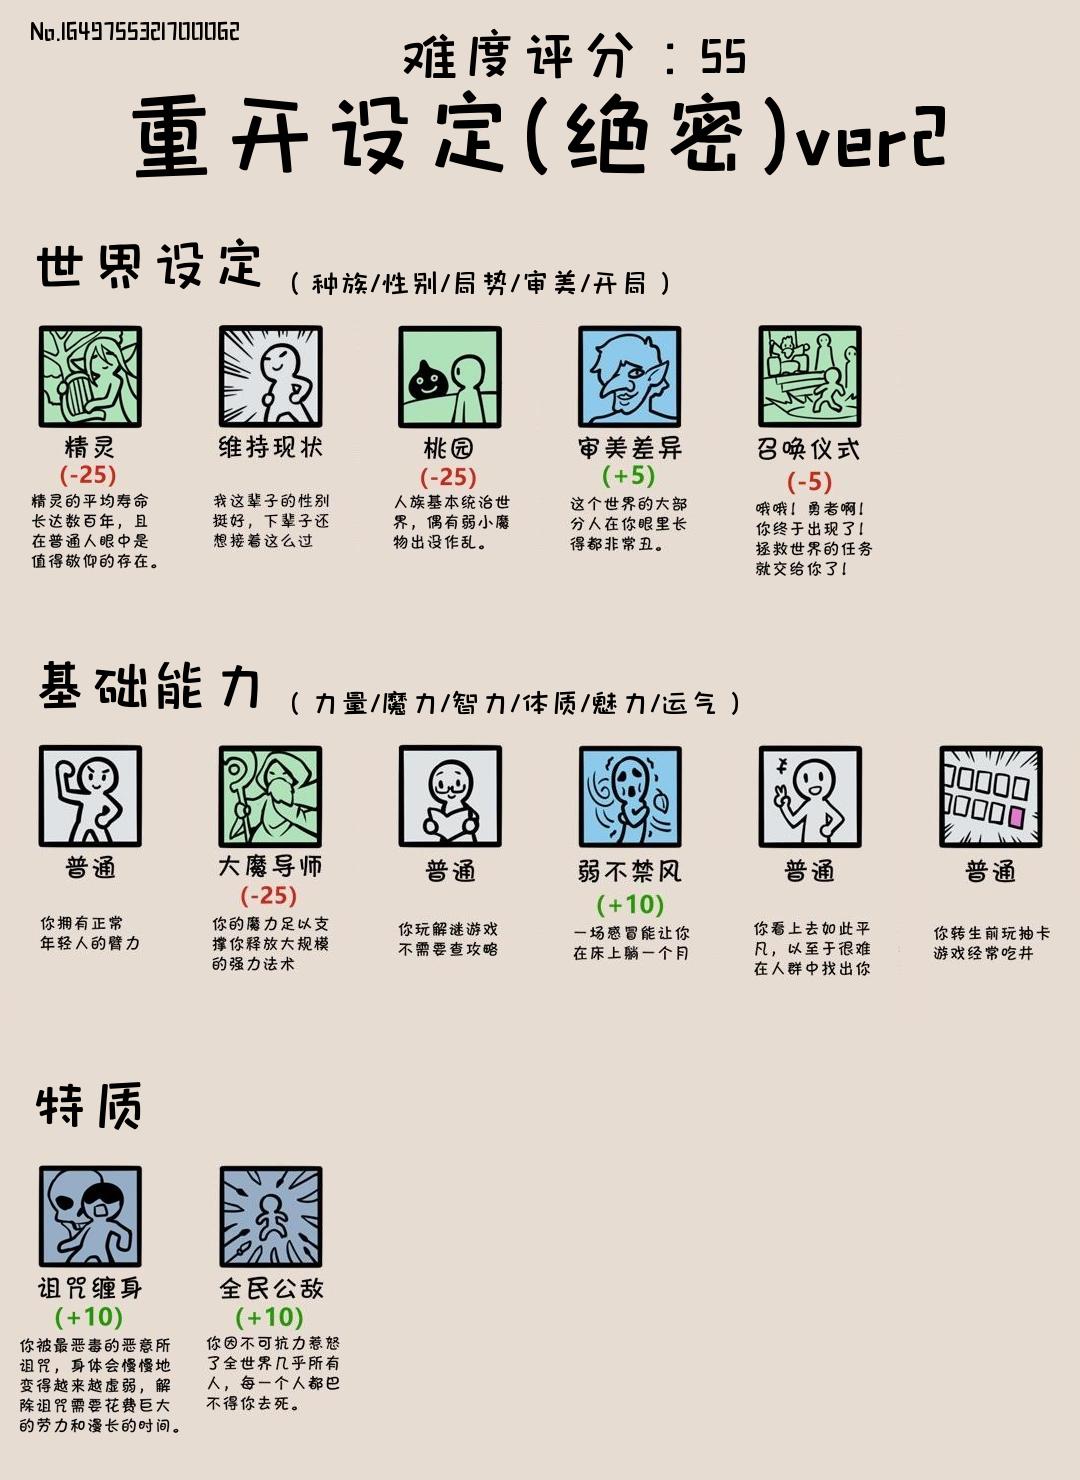 No.1649755321700062
难度评分：55
重开设定(绝密)ver2
世界设定 (种族/性别/局势/审美/开局)
精灵
(-25)
精灵的平均寿命
长达数百年，且
在普通人眼中是
值得敬仰的存在。
维持现状
我这辈子的性别
挺好，下辈子还
想接着这么过
桃园
(-25)
人族基本统治世
界，偶有弱小魔
物出没作乱。
审美差异
(+5)
这个世界的大部
分人在你眼里长
得都非常丑。
召唤仪式
(-5)
哦哦！勇者啊！
你终于出现了！
拯救世界的任务
就交给你了！
基础能力 (力量/魔力/智力/体质/魅力/运气)
普通
你拥有正常
年轻人的臂力
大魔导师
(-25)
你的魔力足以支
撑你释放大规模
的强力法术
普通
你玩解谜游戏
不需要查攻略
弱不禁风
(+10)
一场感冒能让你
在床上躺一个月
普通
你看上去如此平
凡，以至于很难
在人群中找出你
普通
你转生前玩抽卡
游戏经常吃井
特质
诅咒缠身
(+10)
你被最恶毒的恶意所
诅咒，身体会慢慢地
变得越来越虚弱，解
除诅咒需要花费巨大
的劳力和漫长的时间。
全民公敌
(+10)
你因不可抗力惹怒
了全世界几乎所有
人，每一个人都巴
不得你去死。